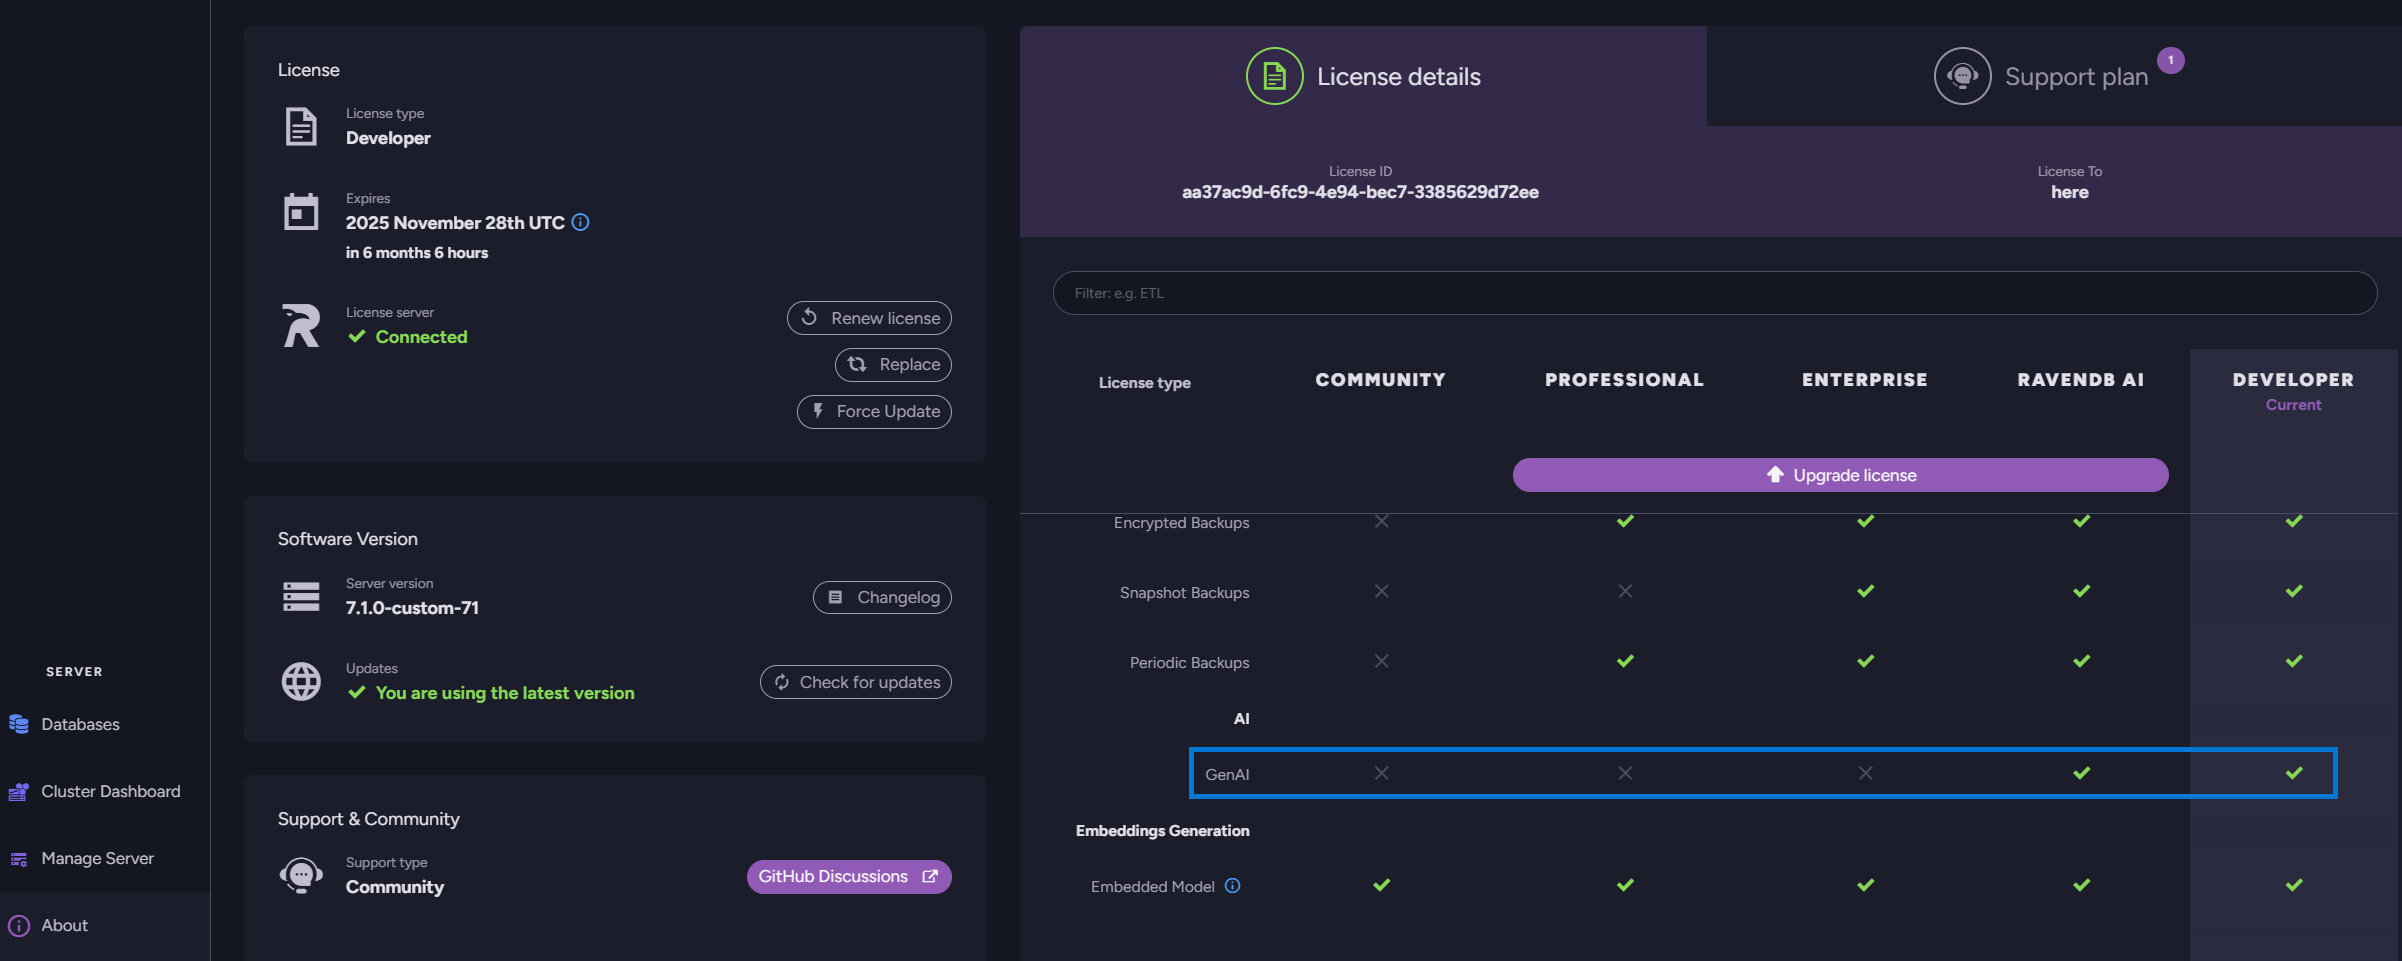 SERVER
Databases
Cluster Dashboard
Manage Server
About
License
License type
Developer
Expires
2025 November 28th UTC
in 6 months 6 hours
License server
Connected
Renew license
Replace
Force Update
Software Version
Server version
7.1.0-custom-71
Changelog
Updates
You are using the latest version
Check for updates
Support & Community
Support type
Community
GitHub Discussions
License details
Support plan 1
License ID
aa37ac9d-6fc9-4e94-bec7-3385629d72ee
License To
here
Filter: e.g. ETL
License type COMMUNITY PROFESSIONAL ENTERPRISE RAVENDB AI DEVELOPER
Current
Upgrade license
Encrypted Backups
Snapshot Backups
Periodic Backups
AI
GenAI
Embeddings Generation
Embedded Model